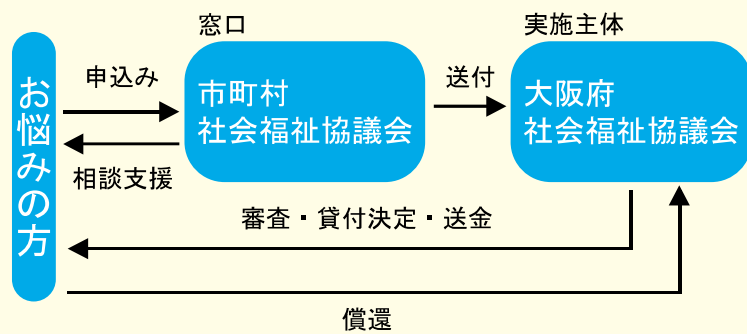 窓口
実施主体
お悩みの方
申込み
市町村
社会福祉協議会
送付
大阪府
社会福祉協議会
相談支援
審査・貸付決定・送金
償還